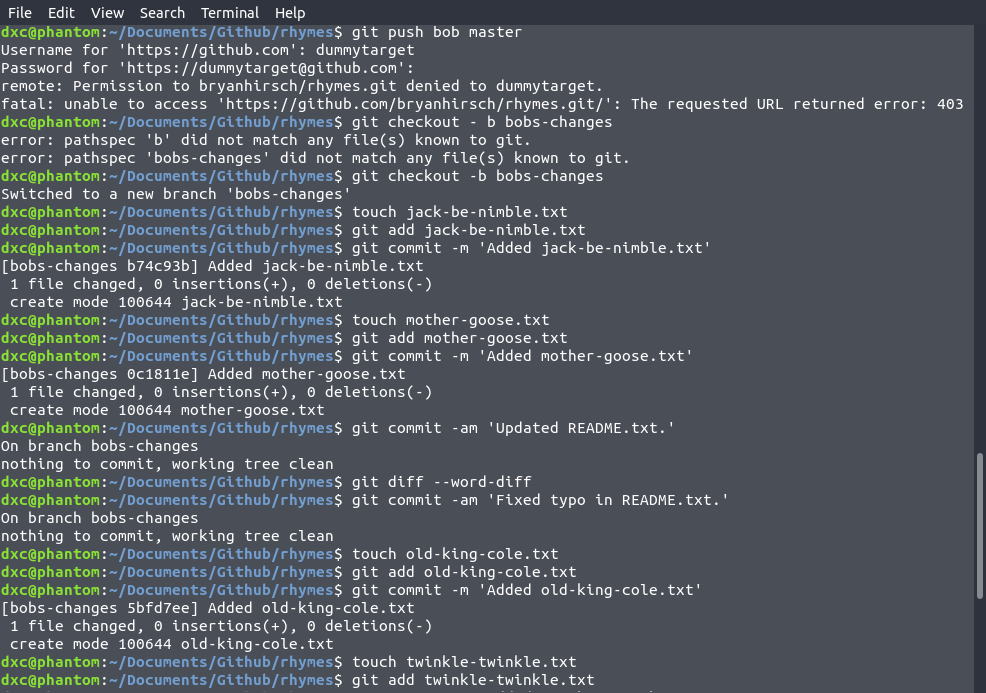 File Edit View Search Terminal Help
dxc@phantom:~/Documents/Github/rhymes$ git push bob master
Username for 'https://github.com': dummytarget
Password for 'https://dummytarget@github.com':
remote: Permission to bryanhirsch/rhymes.git denied to dummytarget.
fatal: unable to access 'https://github.com/bryanhirsch/rhymes.git/': The requested URL returned error: 403
dxc@phantom:~/Documents/Github/rhymes$ git checkout - b bobs-changes
error: pathspec 'b' did not match any file(s) known to git.
error: pathspec 'bobs-changes' did not match any file(s) known to git.
dxc@phantom:~/Documents/Github/rhymes$ git checkout -b bobs-changes
Switched to a new branch 'bobs-changes'
dxc@phantom:~/Documents/Github/rhymes$ touch jack-be-nimble.txt
dxc@phantom:~/Documents/Github/rhymes$ git add jack-be-nimble.txt
dxc@phantom:~/Documents/Github/rhymes$ git commit -m 'Added jack-be-nimble.txt'
[bobs-changes b74c93b] Added jack-be-nimble.txt
 1 file changed, 0 insertions(+), 0 deletions(-)
 create mode 100644 jack-be-nimble.txt
dxc@phantom:~/Documents/Github/rhymes$ touch mother-goose.txt
dxc@phantom:~/Documents/Github/rhymes$ git add mother-goose.txt
dxc@phantom:~/Documents/Github/rhymes$ git commit -m 'Added mother-goose.txt'
[bobs-changes 0c1811e] Added mother-goose.txt
 1 file changed, 0 insertions(+), 0 deletions(-)
 create mode 100644 mother-goose.txt
dxc@phantom:~/Documents/Github/rhymes$ git commit -am 'Updated README.txt.'
On branch bobs-changes
nothing to commit, working tree clean
dxc@phantom:~/Documents/Github/rhymes$ git diff --word-diff
dxc@phantom:~/Documents/Github/rhymes$ git commit -am 'Fixed typo in README.txt.'
On branch bobs-changes
nothing to commit, working tree clean
dxc@phantom:~/Documents/Github/rhymes$ touch old-king-cole.txt
dxc@phantom:~/Documents/Github/rhymes$ git add old-king-cole.txt
dxc@phantom:~/Documents/Github/rhymes$ git commit -m 'Added old-king-cole.txt'
[bobs-changes 5bfd7ee] Added old-king-cole.txt
 1 file changed, 0 insertions(+), 0 deletions(-)
 create mode 100644 old-king-cole.txt
dxc@phantom:~/Documents/Github/rhymes$ touch twinkle-twinkle.txt
dxc@phantom:~/Documents/Github/rhymes$ git add twinkle-twinkle.txt